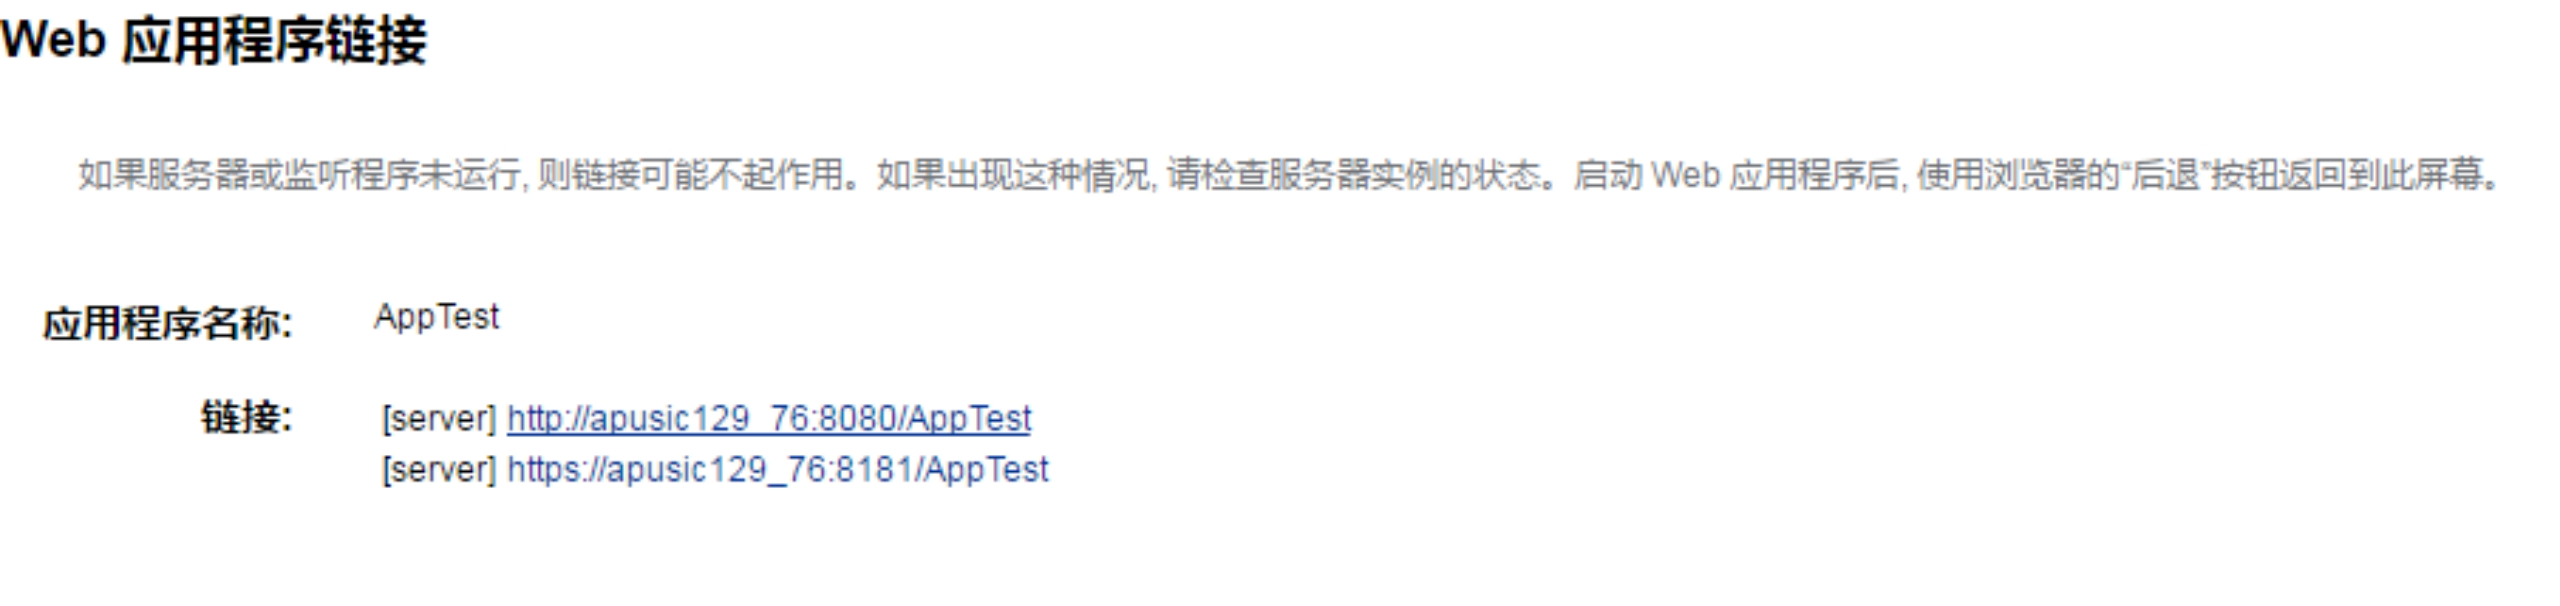 Web 应用程序链接
如果服务器或监听程序未运行, 则链接可能不起作用。如果出现这种情况, 请检查服务器实例的状态。启动 Web 应用程序后, 使用浏览器的“后退”按钮返回到此屏幕。
应用程序名称: AppTest
链接: [server] http://apusic129_76:8080/AppTest
[server] https://apusic129_76:8181/AppTest